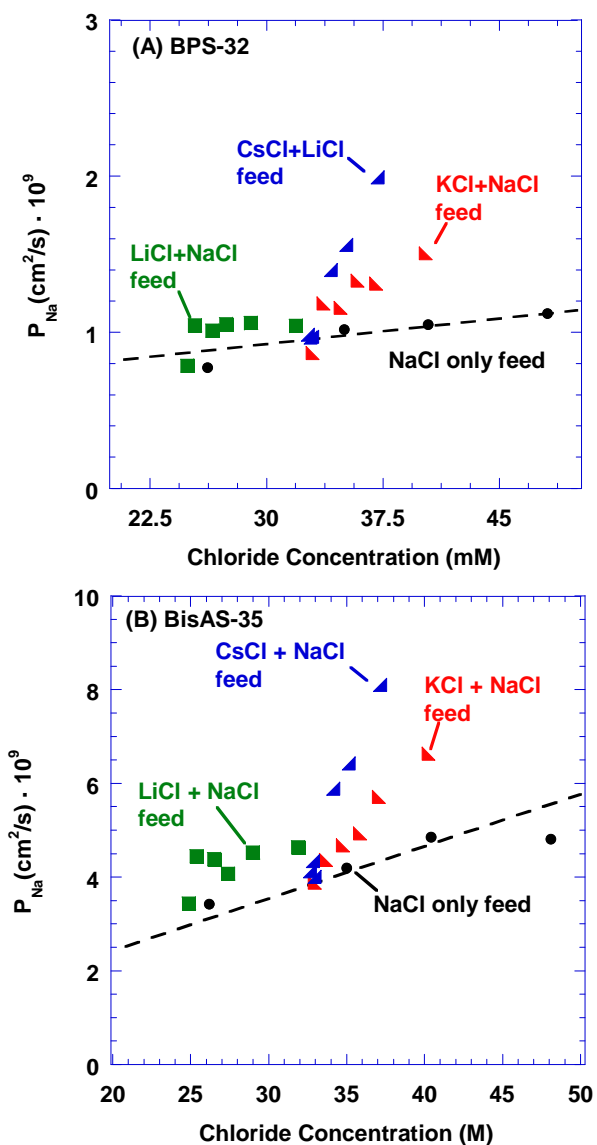 (A) BPS-32
3
2
1
0
P_Na(cm²/s) · 10⁹
CsCl+LiCl
feed
KCl+NaCl
feed
LiCl+NaCl
feed
NaCl only feed
22.5 30 37.5 45
Chloride Concentration (mM)
(B) BisAS-35
10
8
6
4
2
0
P_Na(cm²/s) · 10⁹
CsCl + NaCl
feed
KCl + NaCl
feed
LiCl + NaCl
feed
NaCl only feed
20 25 30 35 40 45 50
Chloride Concentration (M)